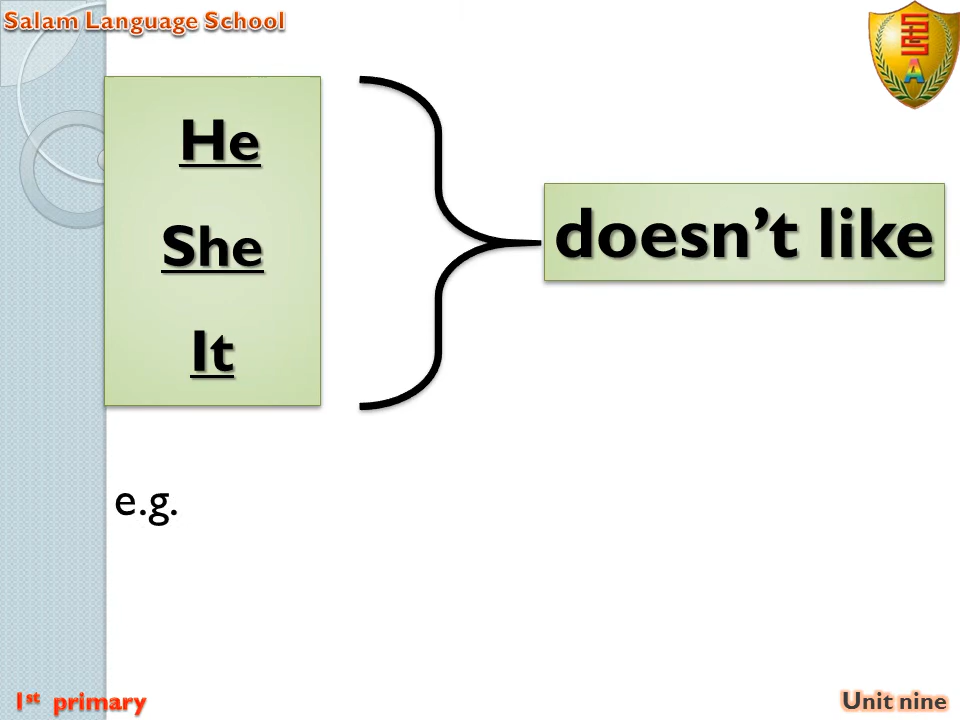 Salam Language School
He
She
It
doesn’t like
e.g.
1st primary
Unit nine